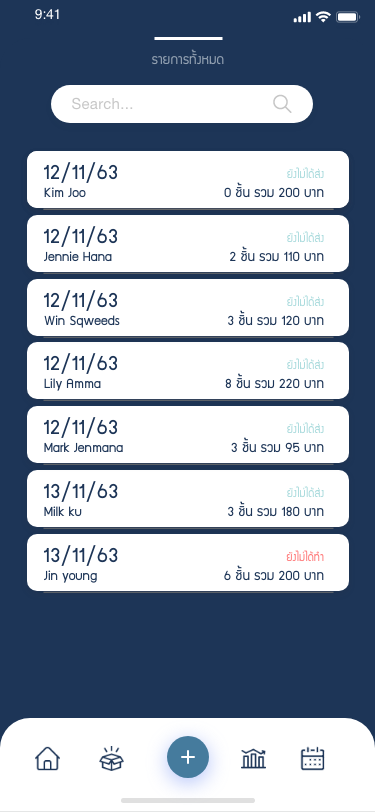 9:41
รายการทั้งหมด
Search...
12/11/63
ยังไม่ได้ส่ง
Kim Joo
0 ชิ้น รวม 200 บาท
12/11/63
ยังไม่ได้ส่ง
Jennie Hana
2 ชิ้น รวม 110 บาท
12/11/63
ยังไม่ได้ส่ง
Win Sqweeds
3 ชิ้น รวม 120 บาท
12/11/63
ยังไม่ได้ส่ง
Lily Amma
8 ชิ้น รวม 220 บาท
12/11/63
ยังไม่ได้ส่ง
Mark Jenmana
3 ชิ้น รวม 95 บาท
13/11/63
ยังไม่ได้ส่ง
Milk ku
3 ชิ้น รวม 180 บาท
13/11/63
ยังไม่ได้ทำ
Jin young
6 ชิ้น รวม 200 บาท